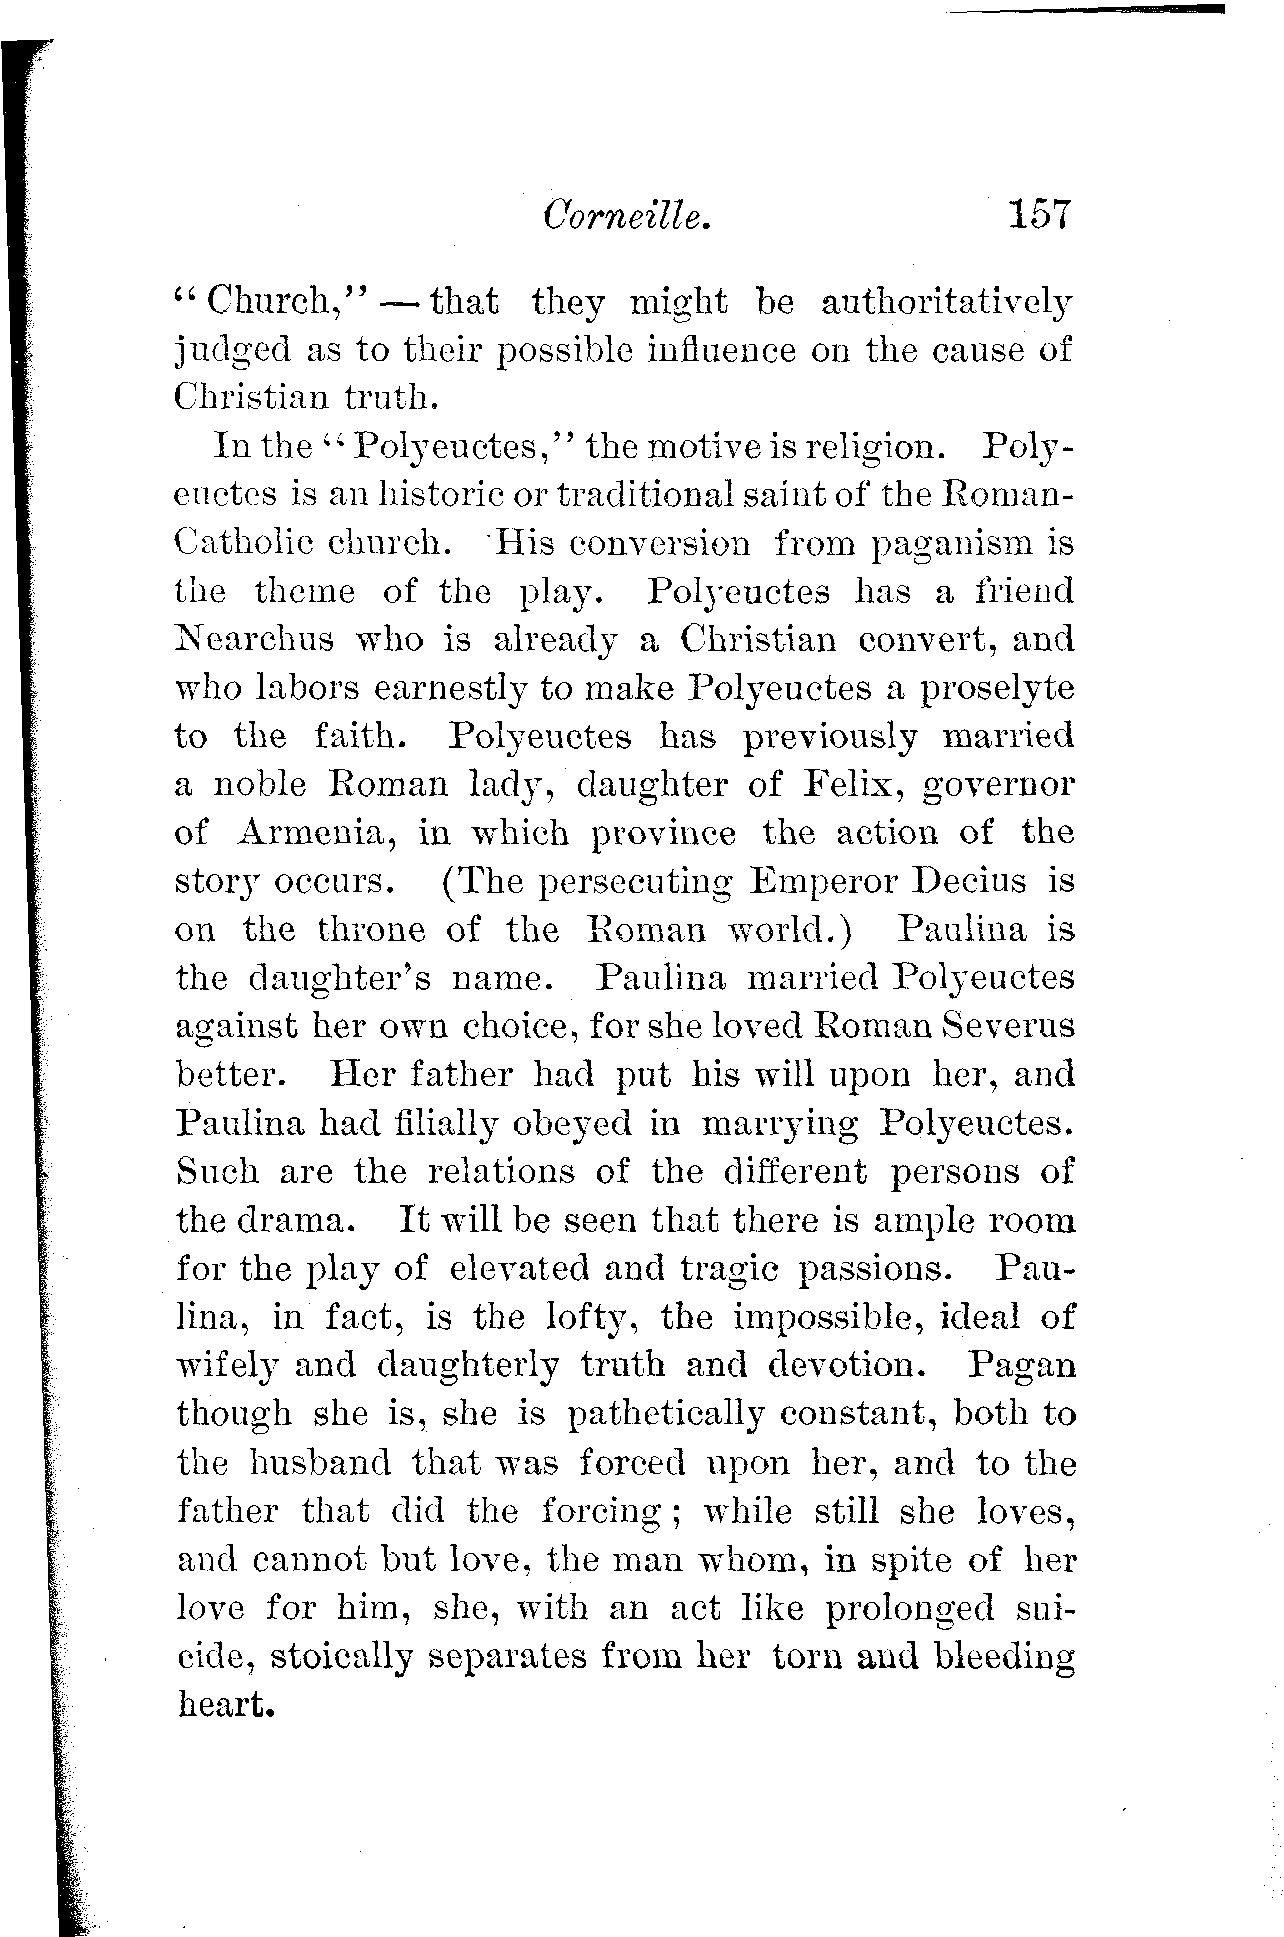 Corneille. 157
“Church,” — that they might be authoritatively
judged as to their possible influence on the cause of
Christian truth.
In the “Polyeuctes,” the motive is religion. Poly-
euctes is an historic or traditional saint of the Roman-
Catholic church. His conversion from paganism is
the theme of the play. Polyeuctes has a friend
Nearchus who is already a Christian convert, and
who labors earnestly to make Polyeuctes a proselyte
to the faith. Polyeuctes has previously married
a noble Roman lady, daughter of Felix, governor
of Armenia, in which province the action of the
story occurs. (The persecuting Emperor Decius is
on the throne of the Roman world.) Paulina is
the daughter’s name. Paulina married Polyeuctes
against her own choice, for she loved Roman Severus
better. Her father had put his will upon her, and
Paulina had filially obeyed in marrying Polyeuctes.
Such are the relations of the different persons of
the drama. It will be seen that there is ample room
for the play of elevated and tragic passions. Pau-
lina, in fact, is the lofty, the impossible, ideal of
wifely and daughterly truth and devotion. Pagan
though she is, she is pathetically constant, both to
the husband that was forced upon her, and to the
father that did the forcing; while still she loves,
and cannot but love, the man whom, in spite of her
love for him, she, with an act like prolonged sui-
cide, stoically separates from her torn and bleeding
heart.